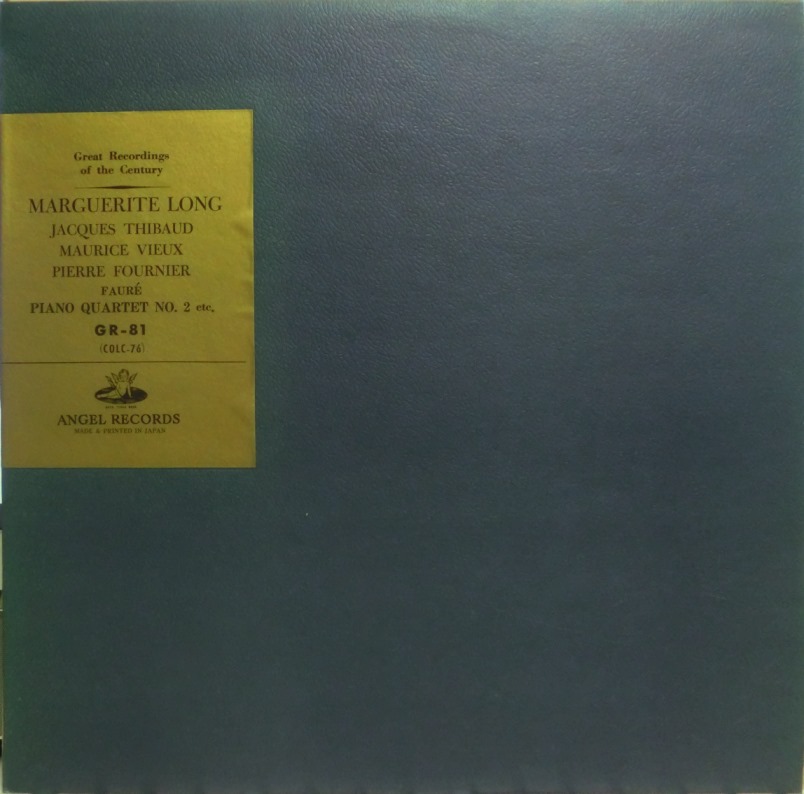 Great Recordings
of the Century
MARGUERITE LONG
JACQUES THIBAUD
MAURICE VIEUX
PIERRE FOURNIER
FAURÉ
PIANO QUARTET NO. 2 etc,
GR-81
(COLC-76)
ANGEL RECORDS
MADE & PRINTED IN JAPAN